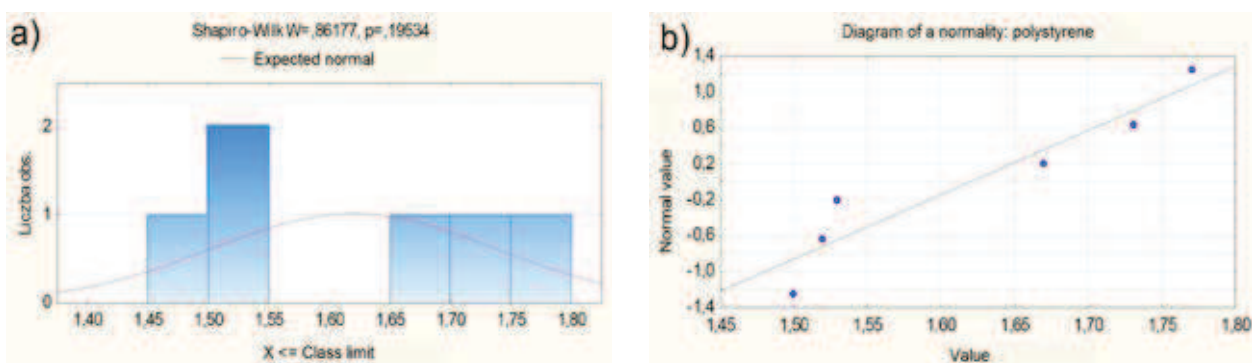 a)
Shapiro-Wilk W=,86177, p=,19534
Expected normal
Liczba obs.
2
1
0
1,40 1,45 1,50 1,55 1,60 1,65 1,70 1,75 1,80
X <= Class limit
b)
Diagram of a normality: polystyrene
Normal value
1,4
1,0
0,6
0,2
-0,2
-0,6
-1,0
-1,4
1,45 1,50 1,55 1,60 1,65 1,70 1,75 1,80
Value